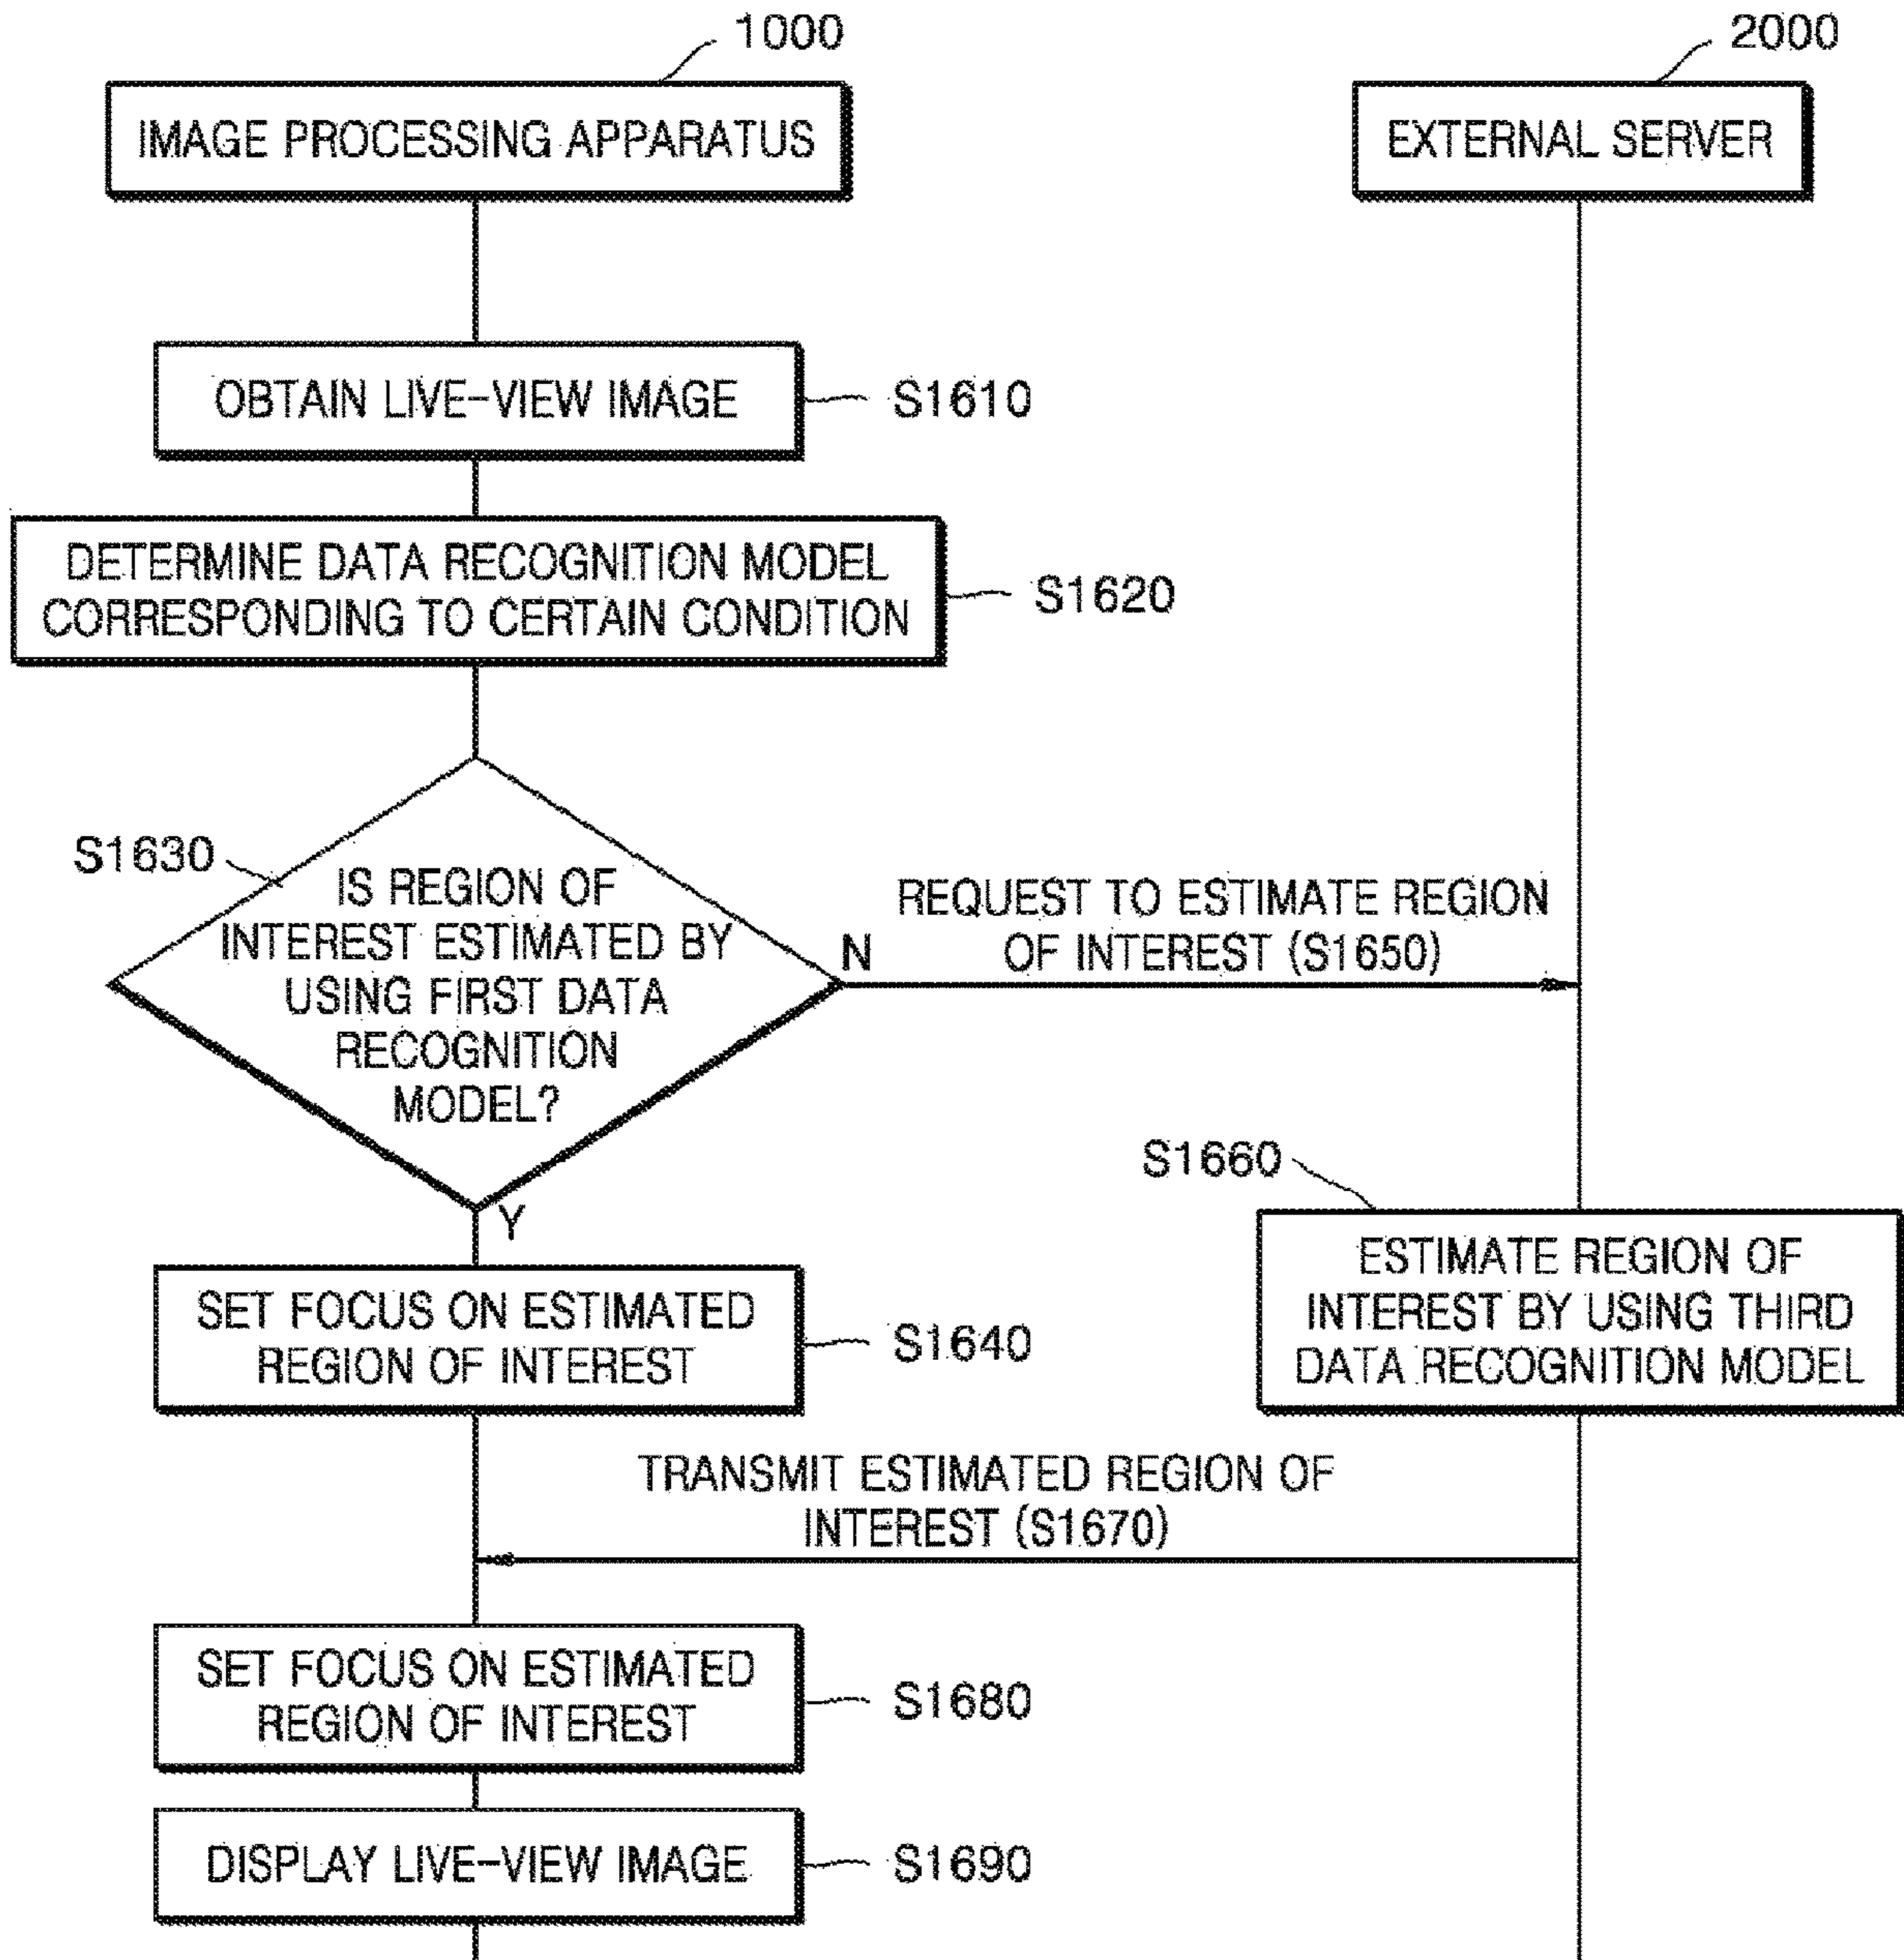 1000
2000
IMAGE PROCESSING APPARATUS
EXTERNAL SERVER
OBTAIN LIVE-VIEW IMAGE
S1610
DETERMINE DATA RECOGNITION MODEL
CORRESPONDING TO CERTAIN CONDITION
S1620
S1630
IS REGION OF
INTEREST ESTIMATED BY
USING FIRST DATA
RECOGNITION
MODEL?
N
REQUEST TO ESTIMATE REGION
OF INTEREST (S1650)
Y
S1660
ESTIMATE REGION OF
INTEREST BY USING THIRD
DATA RECOGNITION MODEL
SET FOCUS ON ESTIMATED
REGION OF INTEREST
S1640
TRANSMIT ESTIMATED REGION OF
INTEREST (S1670)
SET FOCUS ON ESTIMATED
REGION OF INTEREST
S1680
DISPLAY LIVE-VIEW IMAGE
S1690